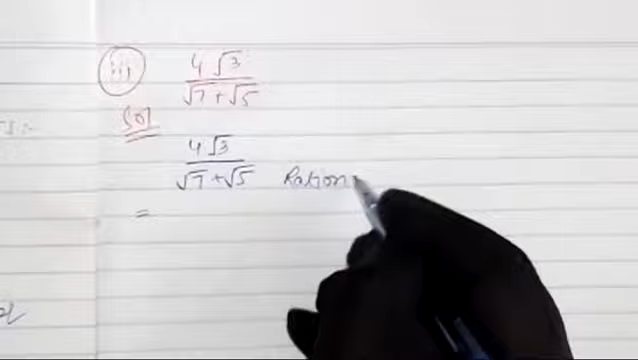 iii) 4√3 / √7 + √5
Sol
4√3 / √7 + √5 Ration
=